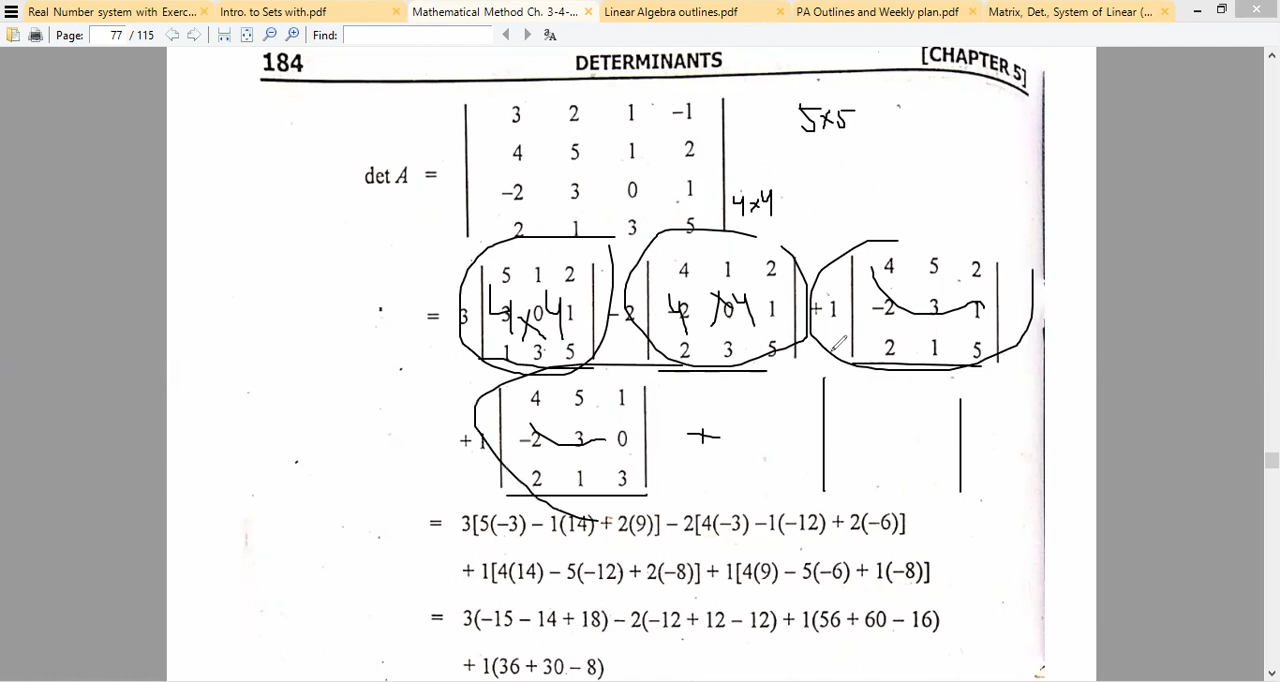 Real Number system with Exerc... Intro. to Sets with.pdf Mathematical Method Ch. 3-4-... Linear Algebra outlines.pdf PA Outlines and Weekly plan.pdf Matrix, Det., System of Linear (...
Page: 77 / 115 Find:
184 DETERMINANTS [CHAPTER 5]
3 2 1 -1 5×5
4 5 1 2
det A =
-2 3 0 1
4×4
2 1 3 5
5 1 2 4 1 2 4 5 2
= 3 3 0 1 - 2 -2 0 1 + 1 -2 3 1
4×4 4×4
1 3 5 2 3 5 2 1 5
4 5 1
+ 1 -2 3 0 +
2 1 3
= 3[5(−3) − 1(14) + 2(9)] − 2[4(−3) −1(−12) + 2(−6)]
+ 1[4(14) − 5(−12) + 2(−8)] + 1[4(9) − 5(−6) + 1(−8)]
= 3(−15 − 14 + 18) − 2(−12 + 12 − 12) + 1(56 + 60 − 16)
+ 1(36 + 30 − 8)